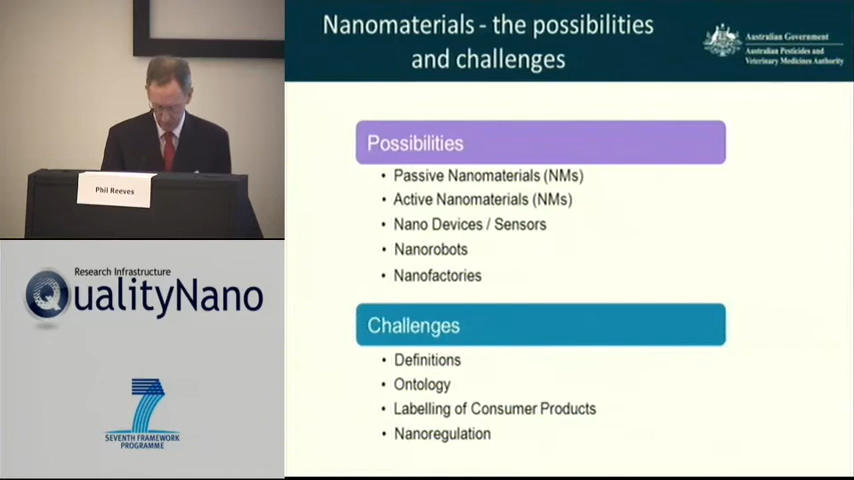 Nanomaterials - the possibilities
and challenges
Australian Government
Australian Pesticides and
Veterinary Medicines Authority
Possibilities
• Passive Nanomaterials (NMs)
• Active Nanomaterials (NMs)
• Nano Devices / Sensors
• Nanorobots
• Nanofactories
Challenges
• Definitions
• Ontology
• Labelling of Consumer Products
• Nanoregulation
Phil Reeves
Research Infrastructure
QualityNano
7
SEVENTH FRAMEWORK
PROGRAMME